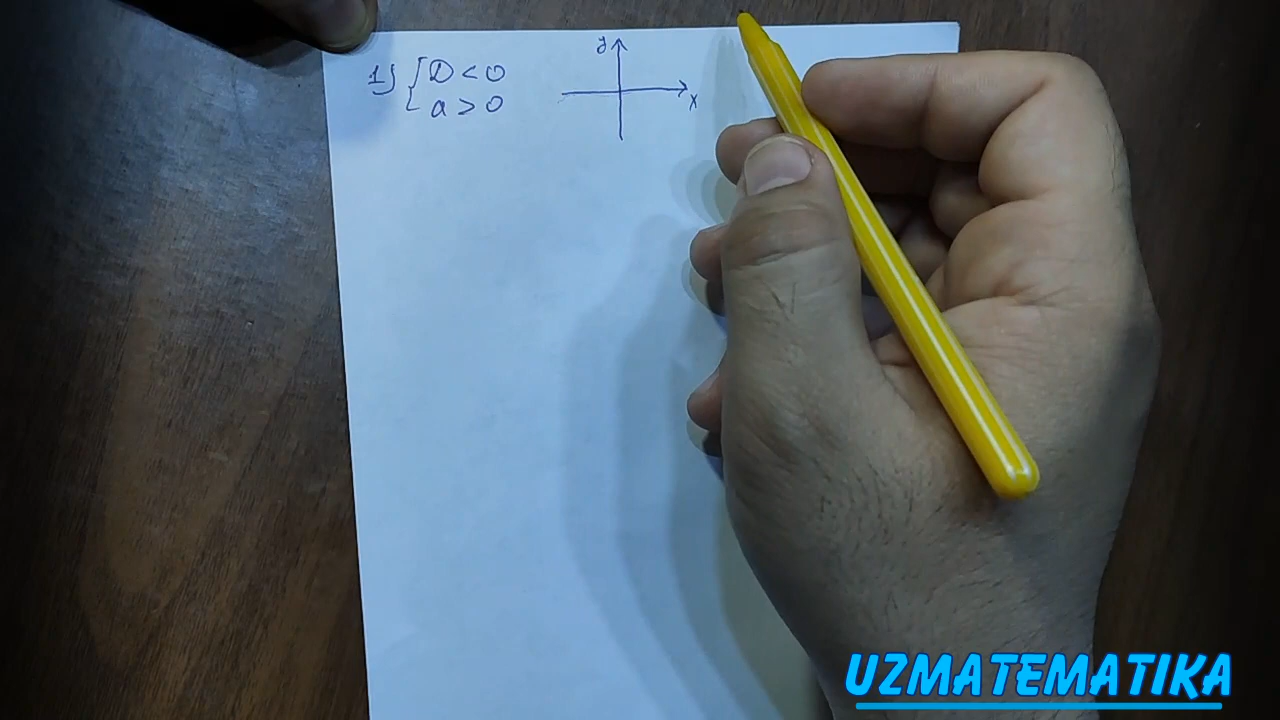 1) { D < 0
a > 0
y
x
UZMATEMATIKA